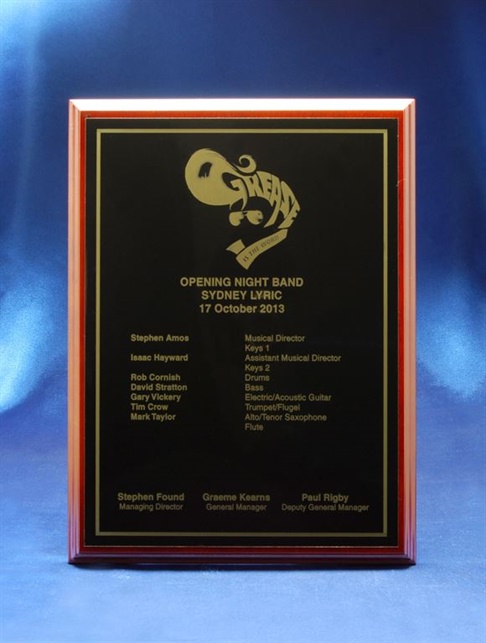 GREASE
IS THE WORD
OPENING NIGHT BAND
SYDNEY LYRIC
17 October 2013
Stephen Amos Musical Director
Keys 1
Isaac Hayward Assistant Musical Director
Keys 2
Rob Cornish Drums
David Stratton Bass
Gary Vickery Electric/Acoustic Guitar
Tim Crow Trumpet/Flugel
Mark Taylor Alto/Tenor Saxophone
Flute
Stephen Found Graeme Kearns Paul Rigby
Managing Director General Manager Deputy General Manager